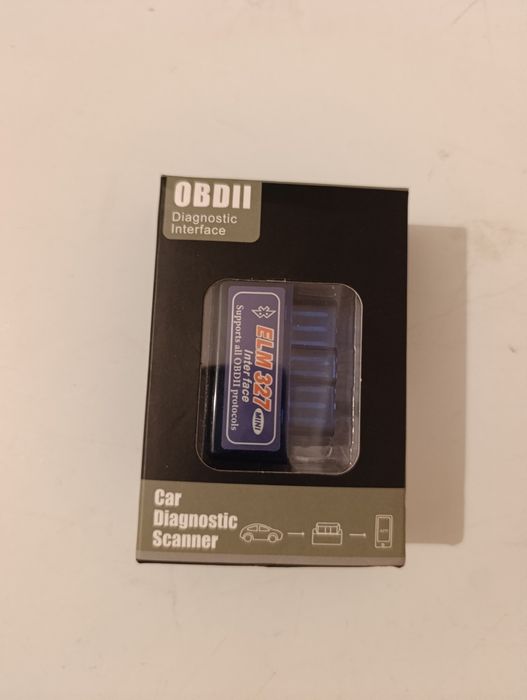 OBDII
Diagnostic
Interface
ELM 327
Interface
MINI
Supports all OBDII protocols
Car
Diagnostic
Scanner